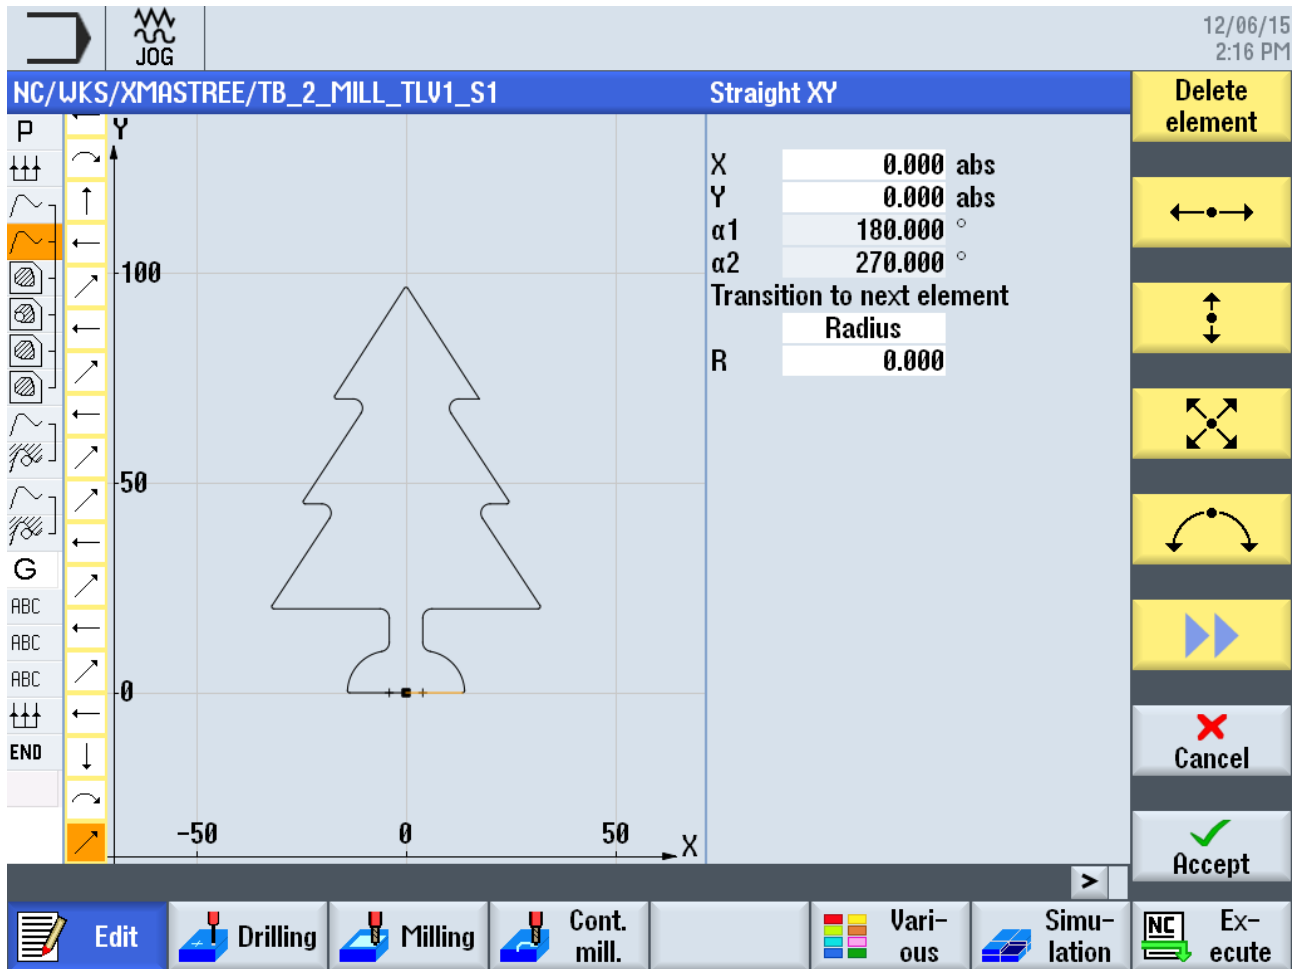 12/06/15
2:16 PM
JOG
NC/WKS/XMASTREE/TB_2_MILL_TLV1_S1
Straight XY
Delete
element
P
Y
X 0.000 abs
Y 0.000 abs
α1 180.000 °
α2 270.000 °
100
Transition to next element
Radius
R 0.000
50
G
ABC
ABC
ABC
0
END
Cancel
-50 0 50 X
Accept
>
Edit
Drilling
Milling
Cont.
mill.
Vari-
ous
Simu-
lation
NC
Ex-
ecute